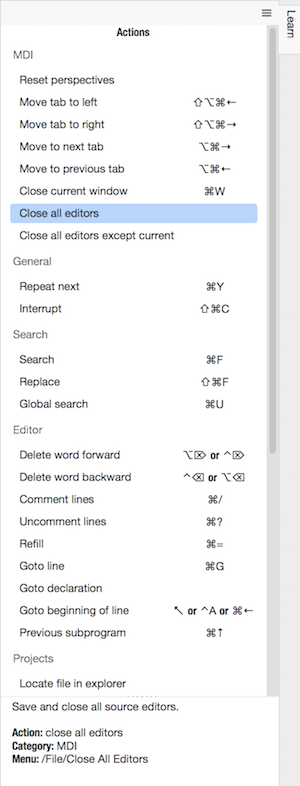 Learn
Actions
MDI
Reset perspectives
Move tab to left ⇧⌥⌘←
Move tab to right ⇧⌥⌘→
Move to next tab ⌥⌘→
Move to previous tab ⌥⌘←
Close current window ⌘W
Close all editors
Close all editors except current
General
Repeat next ⌘Y
Interrupt ⇧⌘C
Search
Search ⌘F
Replace ⇧⌘F
Global search ⌘U
Editor
Delete word forward ⌥⌦ or ^⌦
Delete word backward ^⌫ or ⌥⌫
Comment lines ⌘/
Uncomment lines ⌘?
Refill ⌘=
Goto line ⌘G
Goto declaration
Goto beginning of line ↖ or ^A or ⌘←
Previous subprogram ⌘↑
Projects
Locate file in explorer
Save and close all source editors.
Action: close all editors
Category: MDI
Menu: /File/Close All Editors